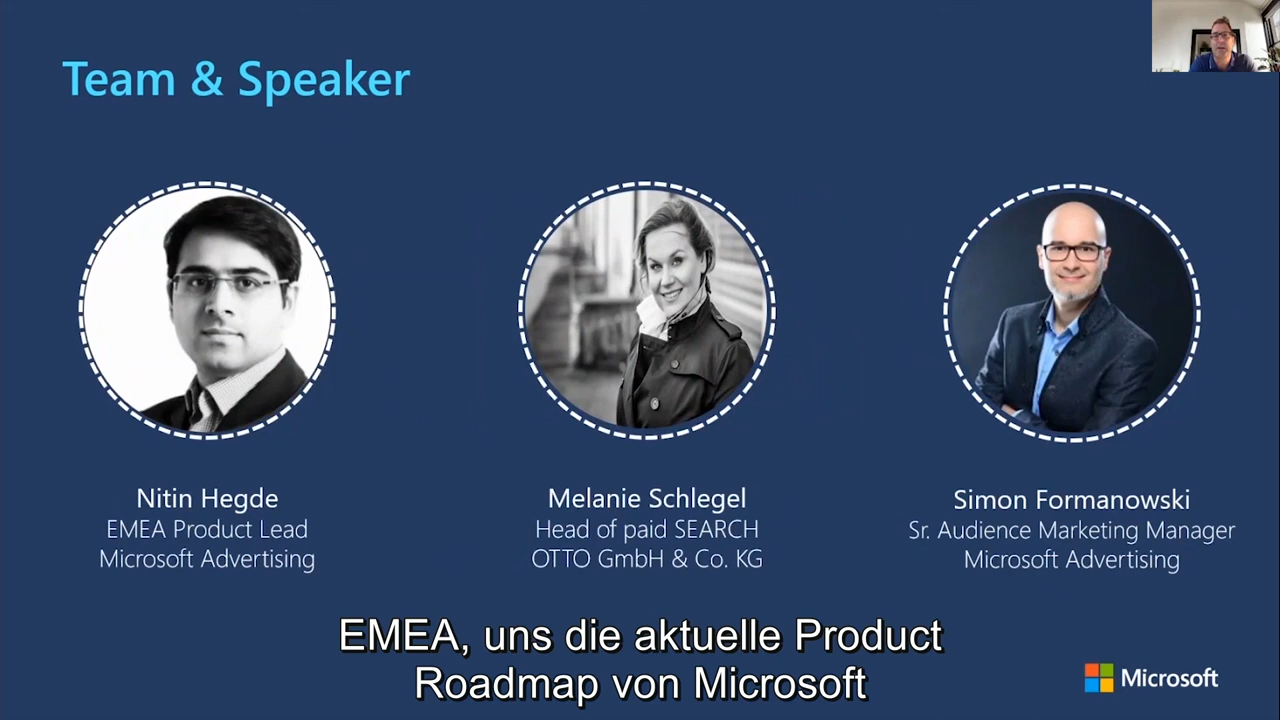 Team & Speaker
Nitin Hegde
EMEA Product Lead
Microsoft Advertising
Melanie Schlegel
Head of paid SEARCH
OTTO GmbH & Co. KG
Simon Formanowski
Sr. Audience Marketing Manager
Microsoft Advertising
EMEA, uns die aktuelle Product
Roadmap von Microsoft
Microsoft